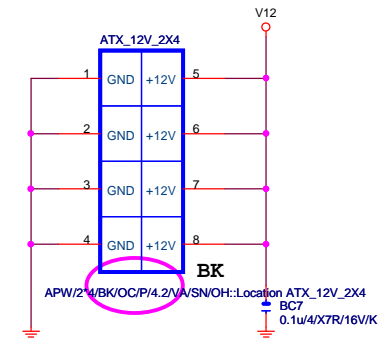 V12
ATX_12V_2X4
1 GND +12V 5
2 GND +12V 6
3 GND +12V 7
4 GND +12V 8
BK
APW/2*4/BK/OC/P/4.2/VA/SN/OH::Location ATX_12V_2X4
BC7
0.1u/4/X7R/16V/K